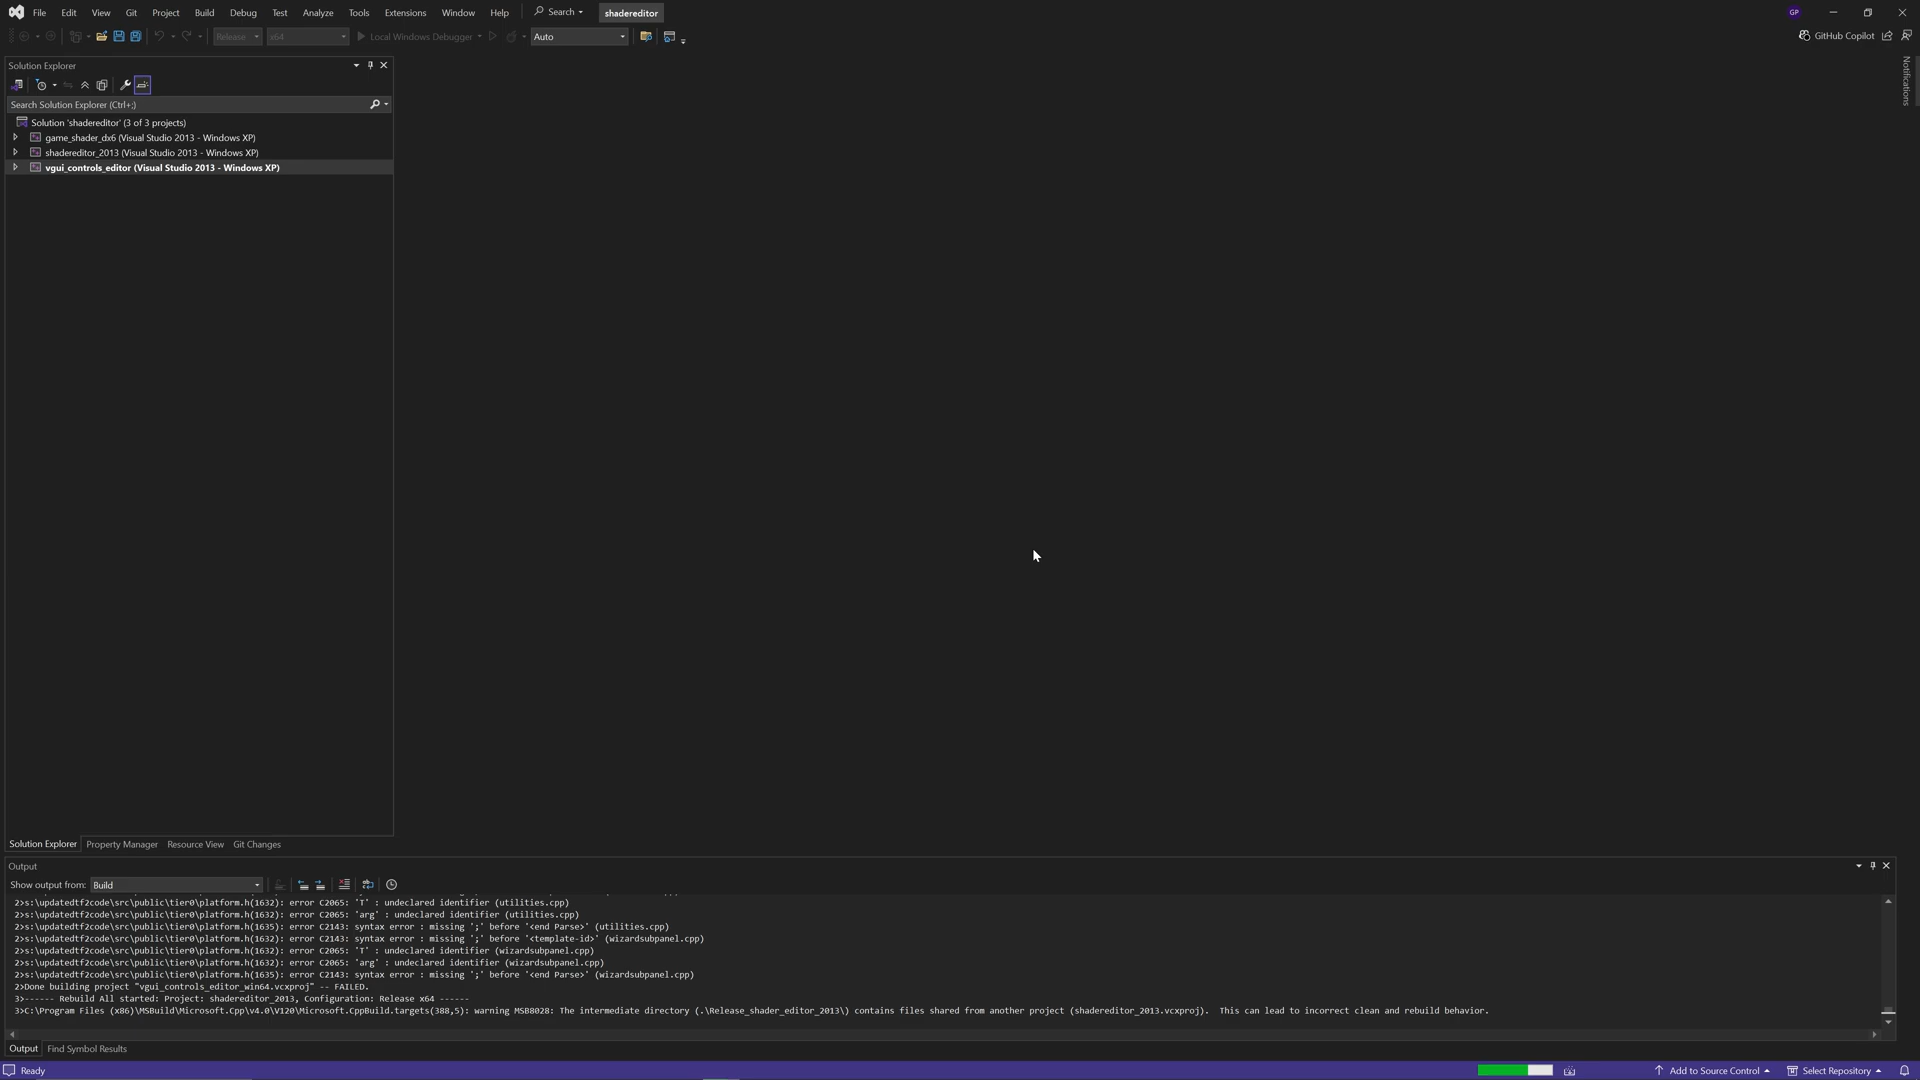 File Edit View Git Project Build Debug Test Analyze Tools Extensions Window Help Search shadereditor GP
Release x64 Local Windows Debugger Auto GitHub Copilot
Notifications
Solution Explorer
Search Solution Explorer (Ctrl+;)
Solution 'shadereditor' (3 of 3 projects)
game_shader_dx6 (Visual Studio 2013 - Windows XP)
shadereditor_2013 (Visual Studio 2013 - Windows XP)
vgui_controls_editor (Visual Studio 2013 - Windows XP)
Solution Explorer Property Manager Resource View Git Changes
Output
Show output from: Build
2>s:\updatedtf2code\src\public\tier0\platform.h(1632): error C2065: 'T' : undeclared identifier (utilities.cpp)
2>s:\updatedtf2code\src\public\tier0\platform.h(1632): error C2065: 'arg' : undeclared identifier (utilities.cpp)
2>s:\updatedtf2code\src\public\tier0\platform.h(1635): error C2143: syntax error : missing ';' before '<end Parse>' (utilities.cpp)
2>s:\updatedtf2code\src\public\tier0\platform.h(1632): error C2143: syntax error : missing ';' before '<template-id>' (wizardsubpanel.cpp)
2>s:\updatedtf2code\src\public\tier0\platform.h(1632): error C2065: 'T' : undeclared identifier (wizardsubpanel.cpp)
2>s:\updatedtf2code\src\public\tier0\platform.h(1632): error C2065: 'arg' : undeclared identifier (wizardsubpanel.cpp)
2>s:\updatedtf2code\src\public\tier0\platform.h(1635): error C2143: syntax error : missing ';' before '<end Parse>' (wizardsubpanel.cpp)
2>Done building project "vgui_controls_editor_win64.vcxproj" -- FAILED.
3>------ Rebuild All started: Project: shadereditor_2013, Configuration: Release x64 ------
3>C:\Program Files (x86)\MSBuild\Microsoft.Cpp\v4.0\V120\Microsoft.CppBuild.targets(388,5): warning MSB8028: The intermediate directory (.\Release_shader_editor_2013\) contains files shared from another project (shadereditor_2013.vcxproj).  This can lead to incorrect clean and rebuild behavior.
Output Find Symbol Results
Ready Add to Source Control Select Repository